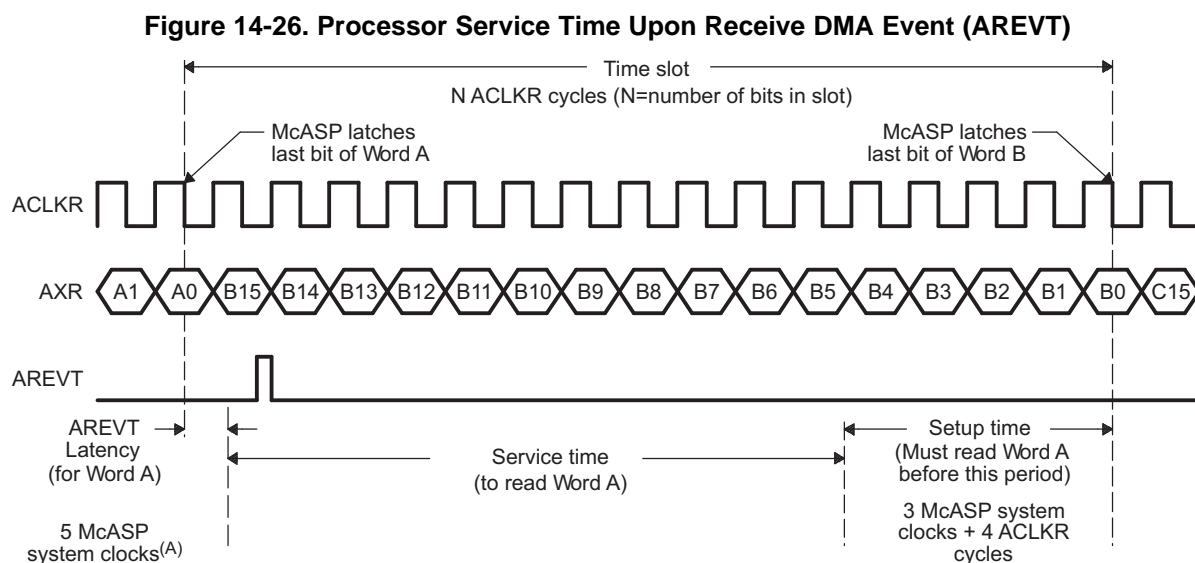 Figure 14-26. Processor Service Time Upon Receive DMA Event (AREVT)
Time slot
N ACLKR cycles (N=number of bits in slot)
McASP latches
last bit of Word A
McASP latches
last bit of Word B
ACLKR
AXR
A1
A0
B15
B14
B13
B12
B11
B10
B9
B8
B7
B6
B5
B4
B3
B2
B1
B0
C15
AREVT
AREVT
Latency
(for Word A)
Service time
(to read Word A)
Setup time
(Must read Word A
before this period)
5 McASP
system clocks(A)
3 McASP system
clocks + 4 ACLKR
cycles